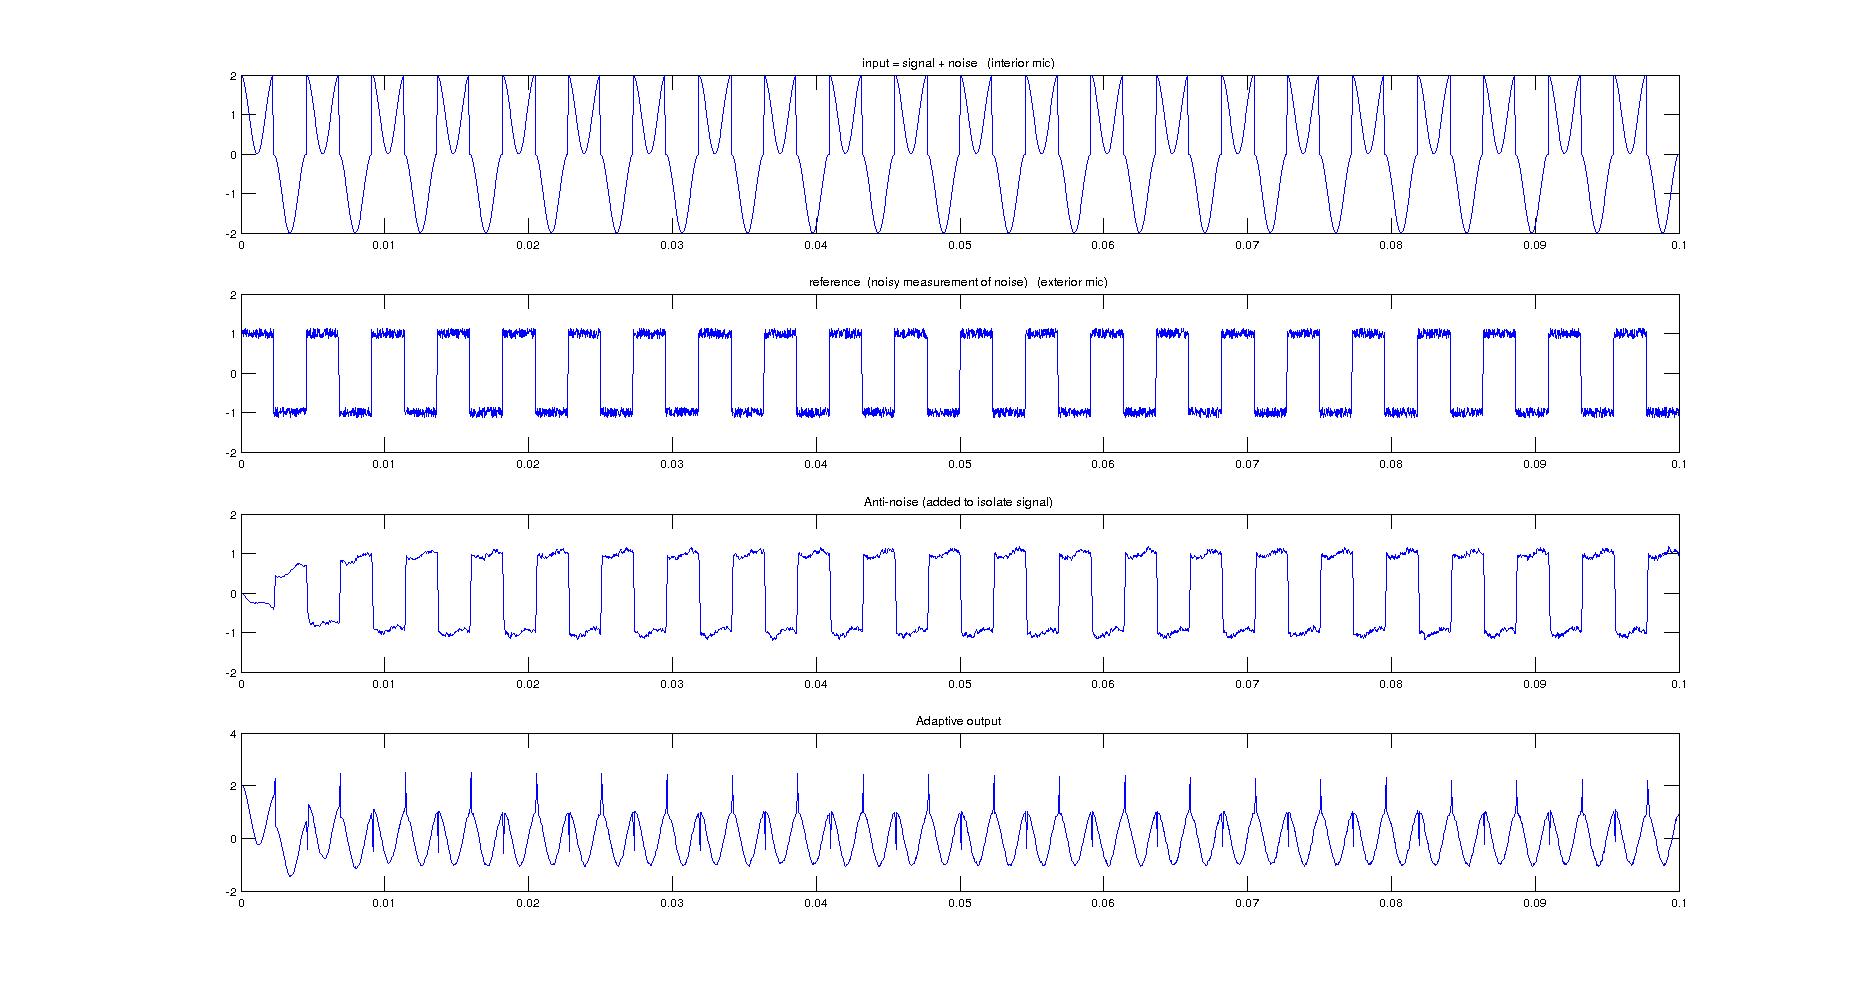 input = signal + noise   (interior mic)
2
1
0
-1
-2
0 0.01 0.02 0.03 0.04 0.05 0.06 0.07 0.08 0.09 0.1
reference  (noisy measurement of noise)   (exterior mic)
2
1
0
-1
-2
0 0.01 0.02 0.03 0.04 0.05 0.06 0.07 0.08 0.09 0.1
Anti-noise (added to isolate signal)
2
1
0
-1
-2
0 0.01 0.02 0.03 0.04 0.05 0.06 0.07 0.08 0.09 0.1
Adaptive output
4
2
0
-2
0 0.01 0.02 0.03 0.04 0.05 0.06 0.07 0.08 0.09 0.1